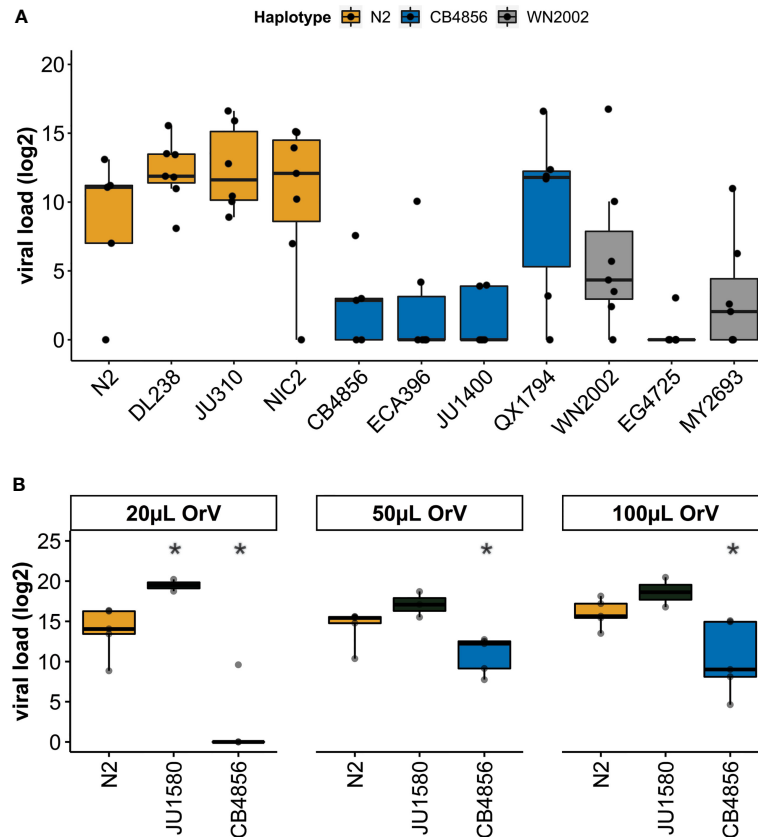 A
Haplotype N2 CB4856 WN2002
viral load (log2)
20
15
10
5
0
N2
DL238
JU310
NIC2
CB4856
ECA396
JU1400
QX1794
WN2002
EG4725
MY2693
B
20µL OrV 50µL OrV 100µL OrV
* * * *
viral load (log2)
25
20
15
10
5
0
N2
JU1580
CB4856
N2
JU1580
CB4856
N2
JU1580
CB4856